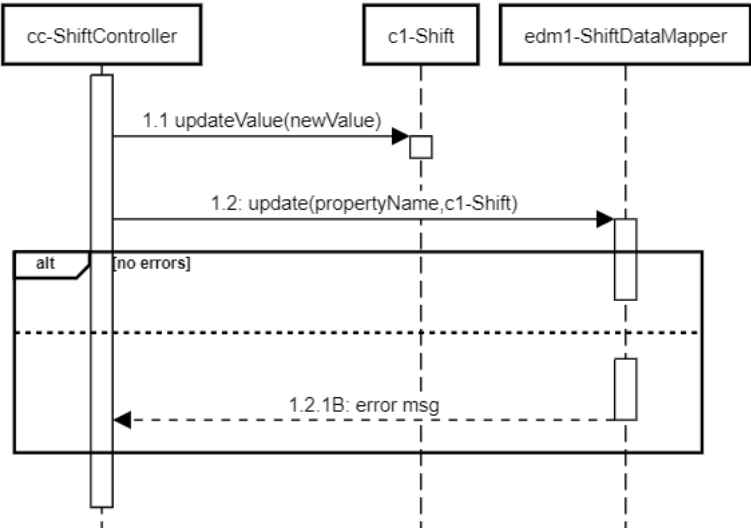 cc-ShiftController
c1-Shift
edm1-ShiftDataMapper
1.1 updateValue(newValue)
1.2: update(propertyName,c1-Shift)
alt
[no errors]
1.2.1B: error msg